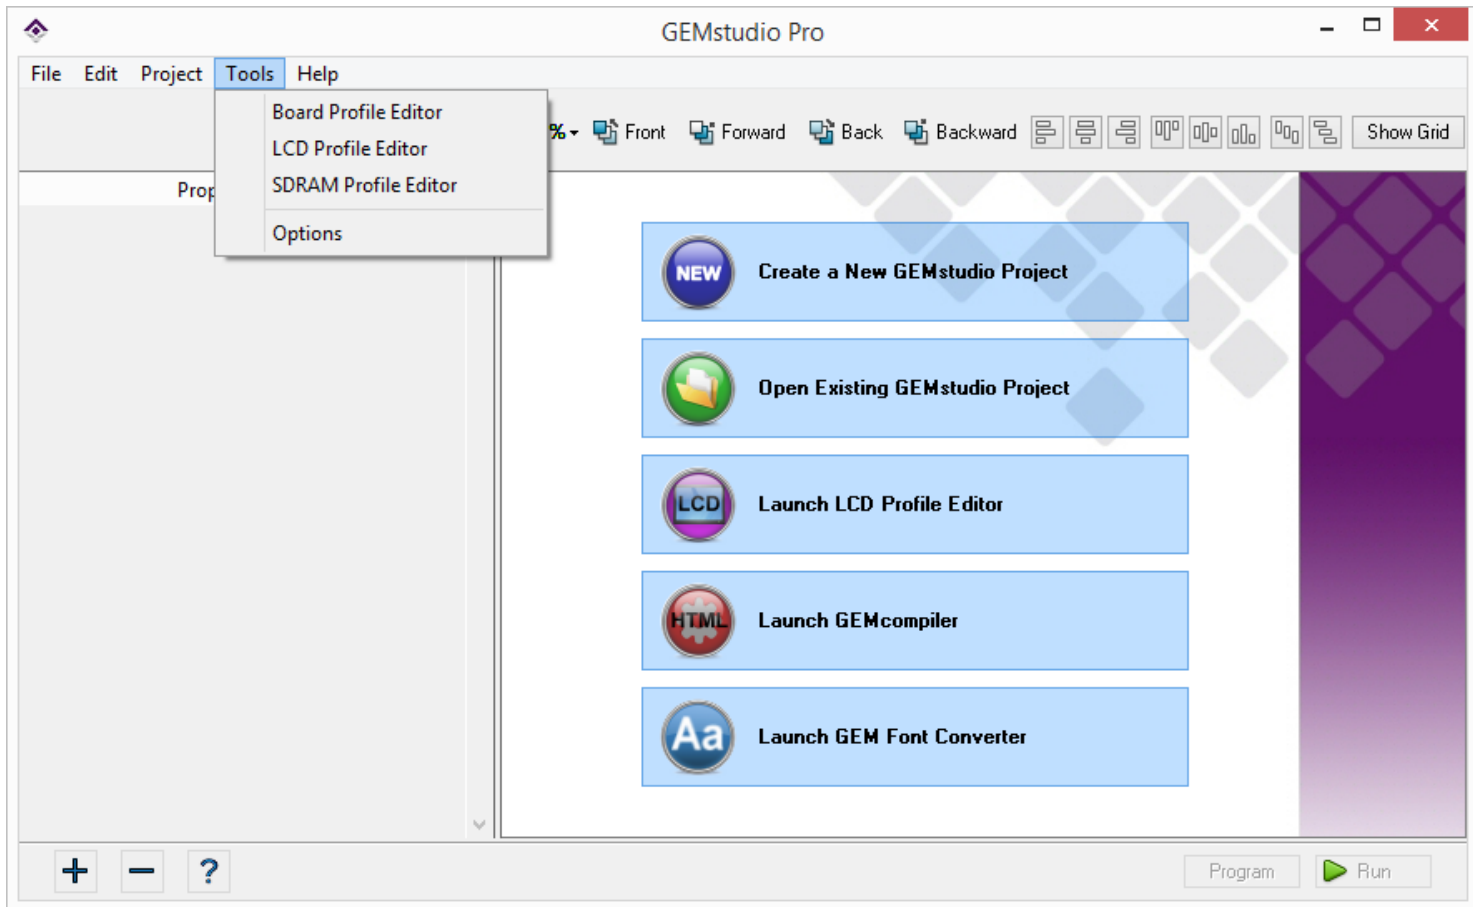 GEMstudio Pro
File Edit Project Tools Help
Board Profile Editor
LCD Profile Editor
SDRAM Profile Editor
Options
% Front Forward Back Backward Show Grid
NEW Create a New GEMstudio Project
Open Existing GEMstudio Project
LCD Launch LCD Profile Editor
HTML Launch GEMcompiler
Aa Launch GEM Font Converter
? Program Run